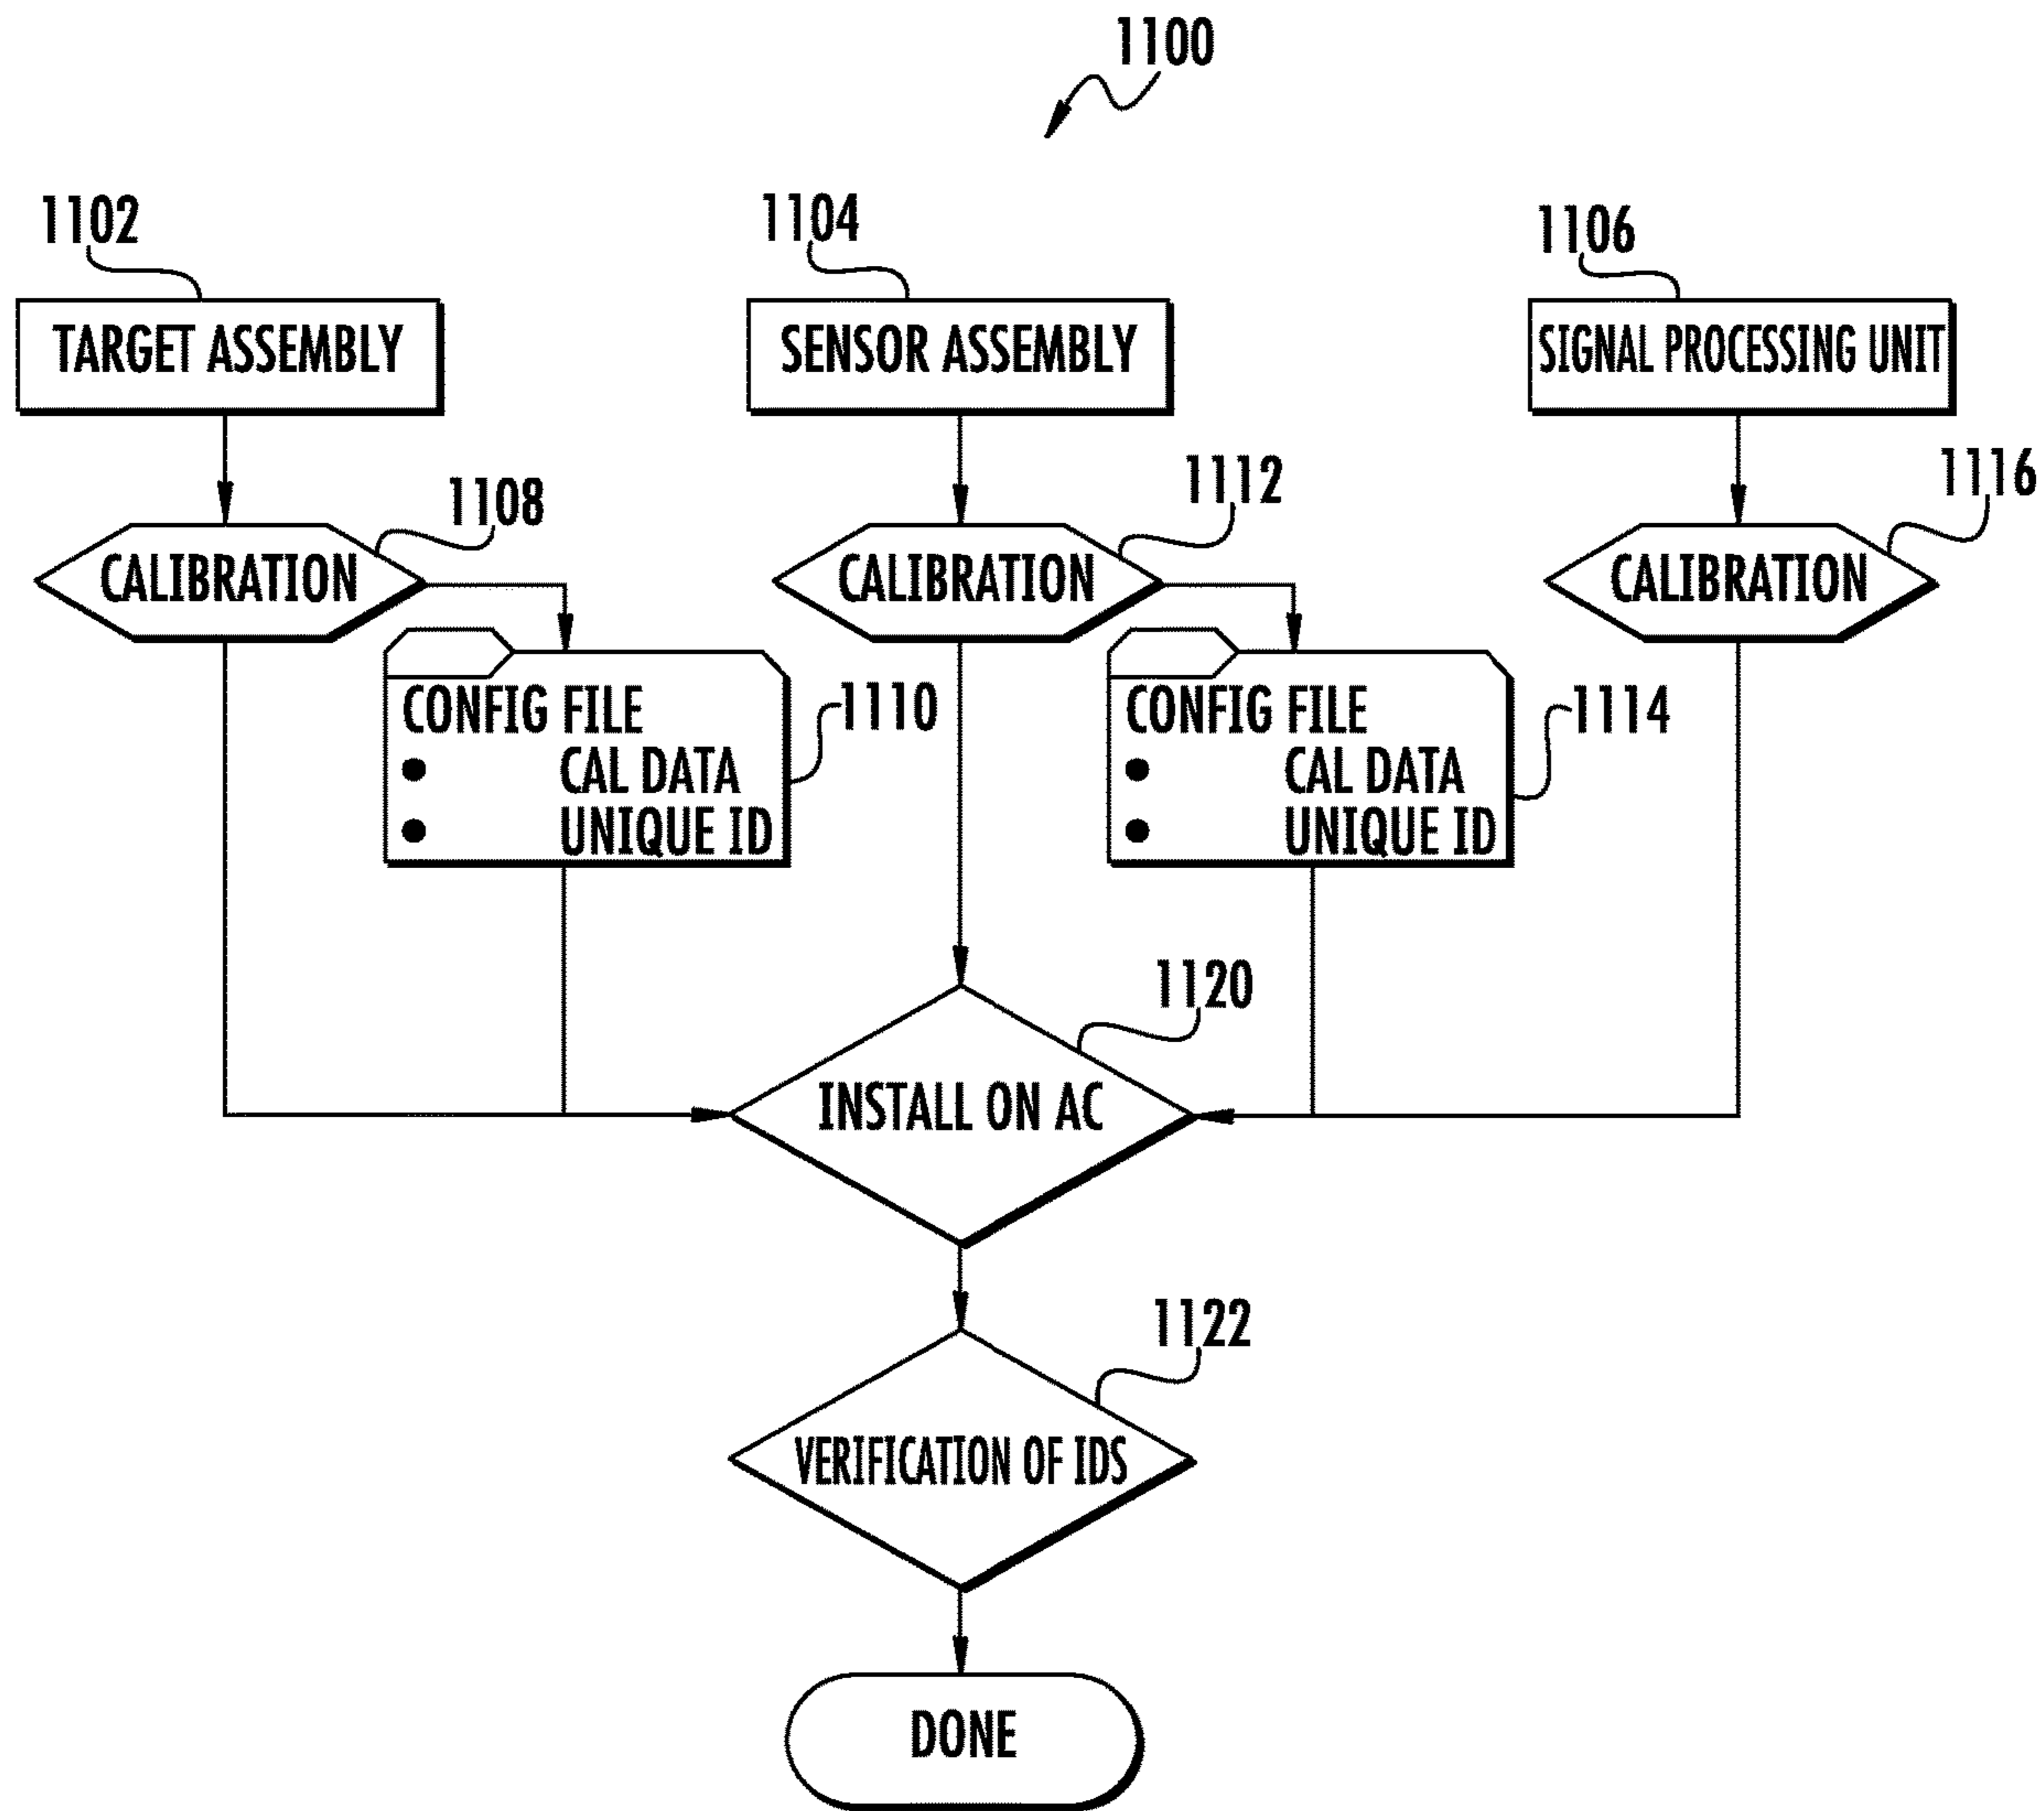 1100
1102
1104
1106
TARGET ASSEMBLY
SENSOR ASSEMBLY
SIGNAL PROCESSING UNIT
1108
1112
1116
CALIBRATION
CALIBRATION
CALIBRATION
CONFIG FILE
● CAL DATA
● UNIQUE ID
1110
CONFIG FILE
● CAL DATA
● UNIQUE ID
1114
1120
INSTALL ON AC
1122
VERIFICATION OF IDS
DONE